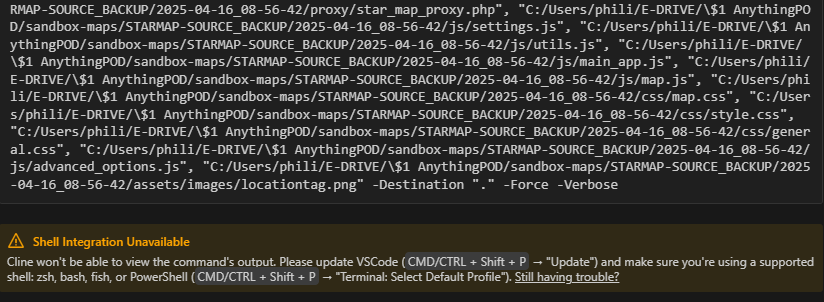 RMAP-SOURCE_BACKUP/2025-04-16_08-56-42/proxy/star_map_proxy.php", "C:/Users/phili/E-DRIVE/\$1 AnythingPO
D/sandbox-maps/STARMAP-SOURCE_BACKUP/2025-04-16_08-56-42/js/settings.js", "C:/Users/phili/E-DRIVE/\$1 An
ythingPOD/sandbox-maps/STARMAP-SOURCE_BACKUP/2025-04-16_08-56-42/js/utils.js", "C:/Users/phili/E-DRIVE/
\$1 AnythingPOD/sandbox-maps/STARMAP-SOURCE_BACKUP/2025-04-16_08-56-42/js/main_app.js", "C:/Users/phili/
E-DRIVE/\$1 AnythingPOD/sandbox-maps/STARMAP-SOURCE_BACKUP/2025-04-16_08-56-42/js/map.js", "C:/Users/phi
li/E-DRIVE/\$1 AnythingPOD/sandbox-maps/STARMAP-SOURCE_BACKUP/2025-04-16_08-56-42/css/map.css", "C:/User
s/phili/E-DRIVE/\$1 AnythingPOD/sandbox-maps/STARMAP-SOURCE_BACKUP/2025-04-16_08-56-42/css/style.css", 
"C:/Users/phili/E-DRIVE/\$1 AnythingPOD/sandbox-maps/STARMAP-SOURCE_BACKUP/2025-04-16_08-56-42/css/gener
al.css", "C:/Users/phili/E-DRIVE/\$1 AnythingPOD/sandbox-maps/STARMAP-SOURCE_BACKUP/2025-04-16_08-56-42/
js/advanced_options.js", "C:/Users/phili/E-DRIVE/\$1 AnythingPOD/sandbox-maps/STARMAP-SOURCE_BACKUP/2025
-04-16_08-56-42/assets/images/locationtag.png" -Destination "." -Force -Verbose
Shell Integration Unavailable
Cline won't be able to view the command's output. Please update VSCode (CMD/CTRL + Shift + P → "Update") and make sure you're using a supported
shell: zsh, bash, fish, or PowerShell (CMD/CTRL + Shift + P → "Terminal: Select Default Profile"). Still having trouble?